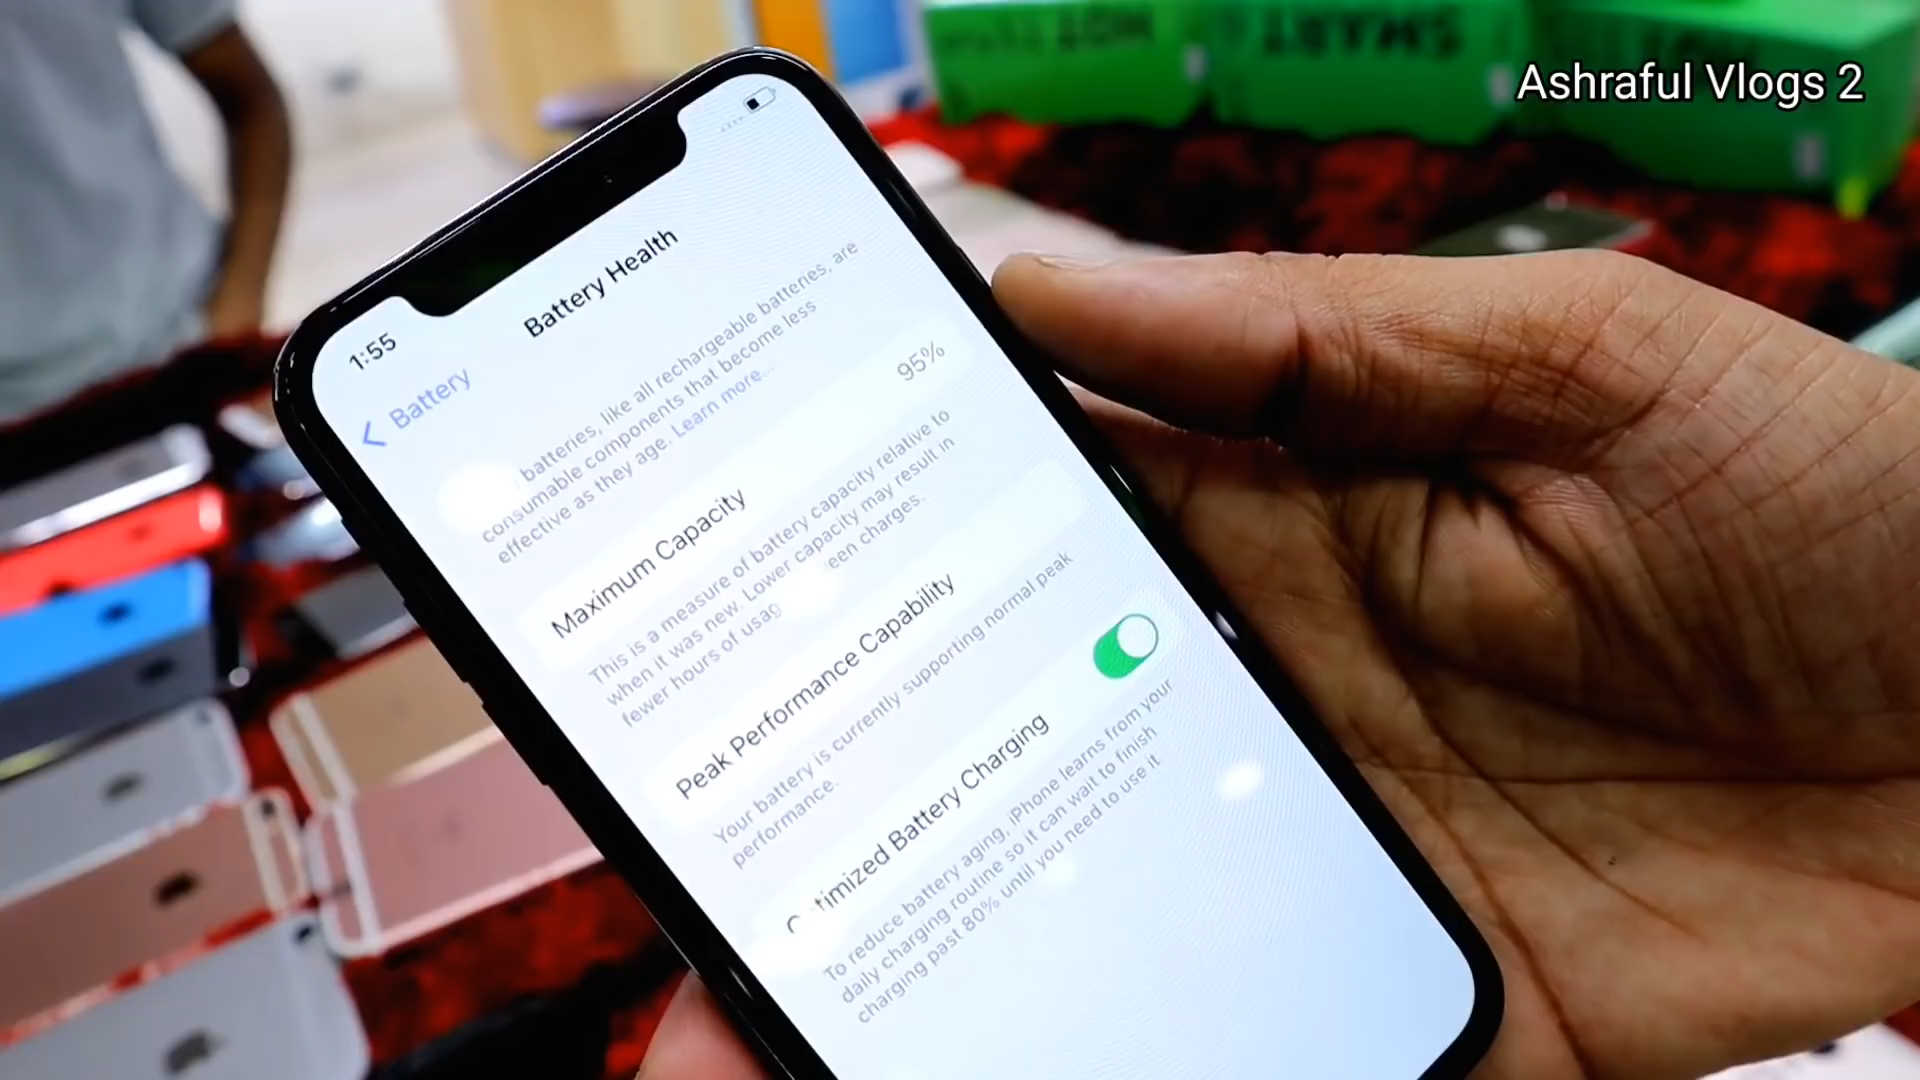 HOT
SMART
Ashraful Vlogs 2
1:55
Battery
Battery Health
batteries, like all rechargeable batteries, are
consumable components that become less
effective as they age. Learn more...
Maximum Capacity 95%
This is a measure of battery capacity relative to
when it was new. Lower capacity may result in
fewer hours of usag een charges.
Peak Performance Capability
Your battery is currently supporting normal peak
performance.
timized Battery Charging
To reduce battery aging, iPhone learns from your
daily charging routine so it can wait to finish
charging past 80% until you need to use it